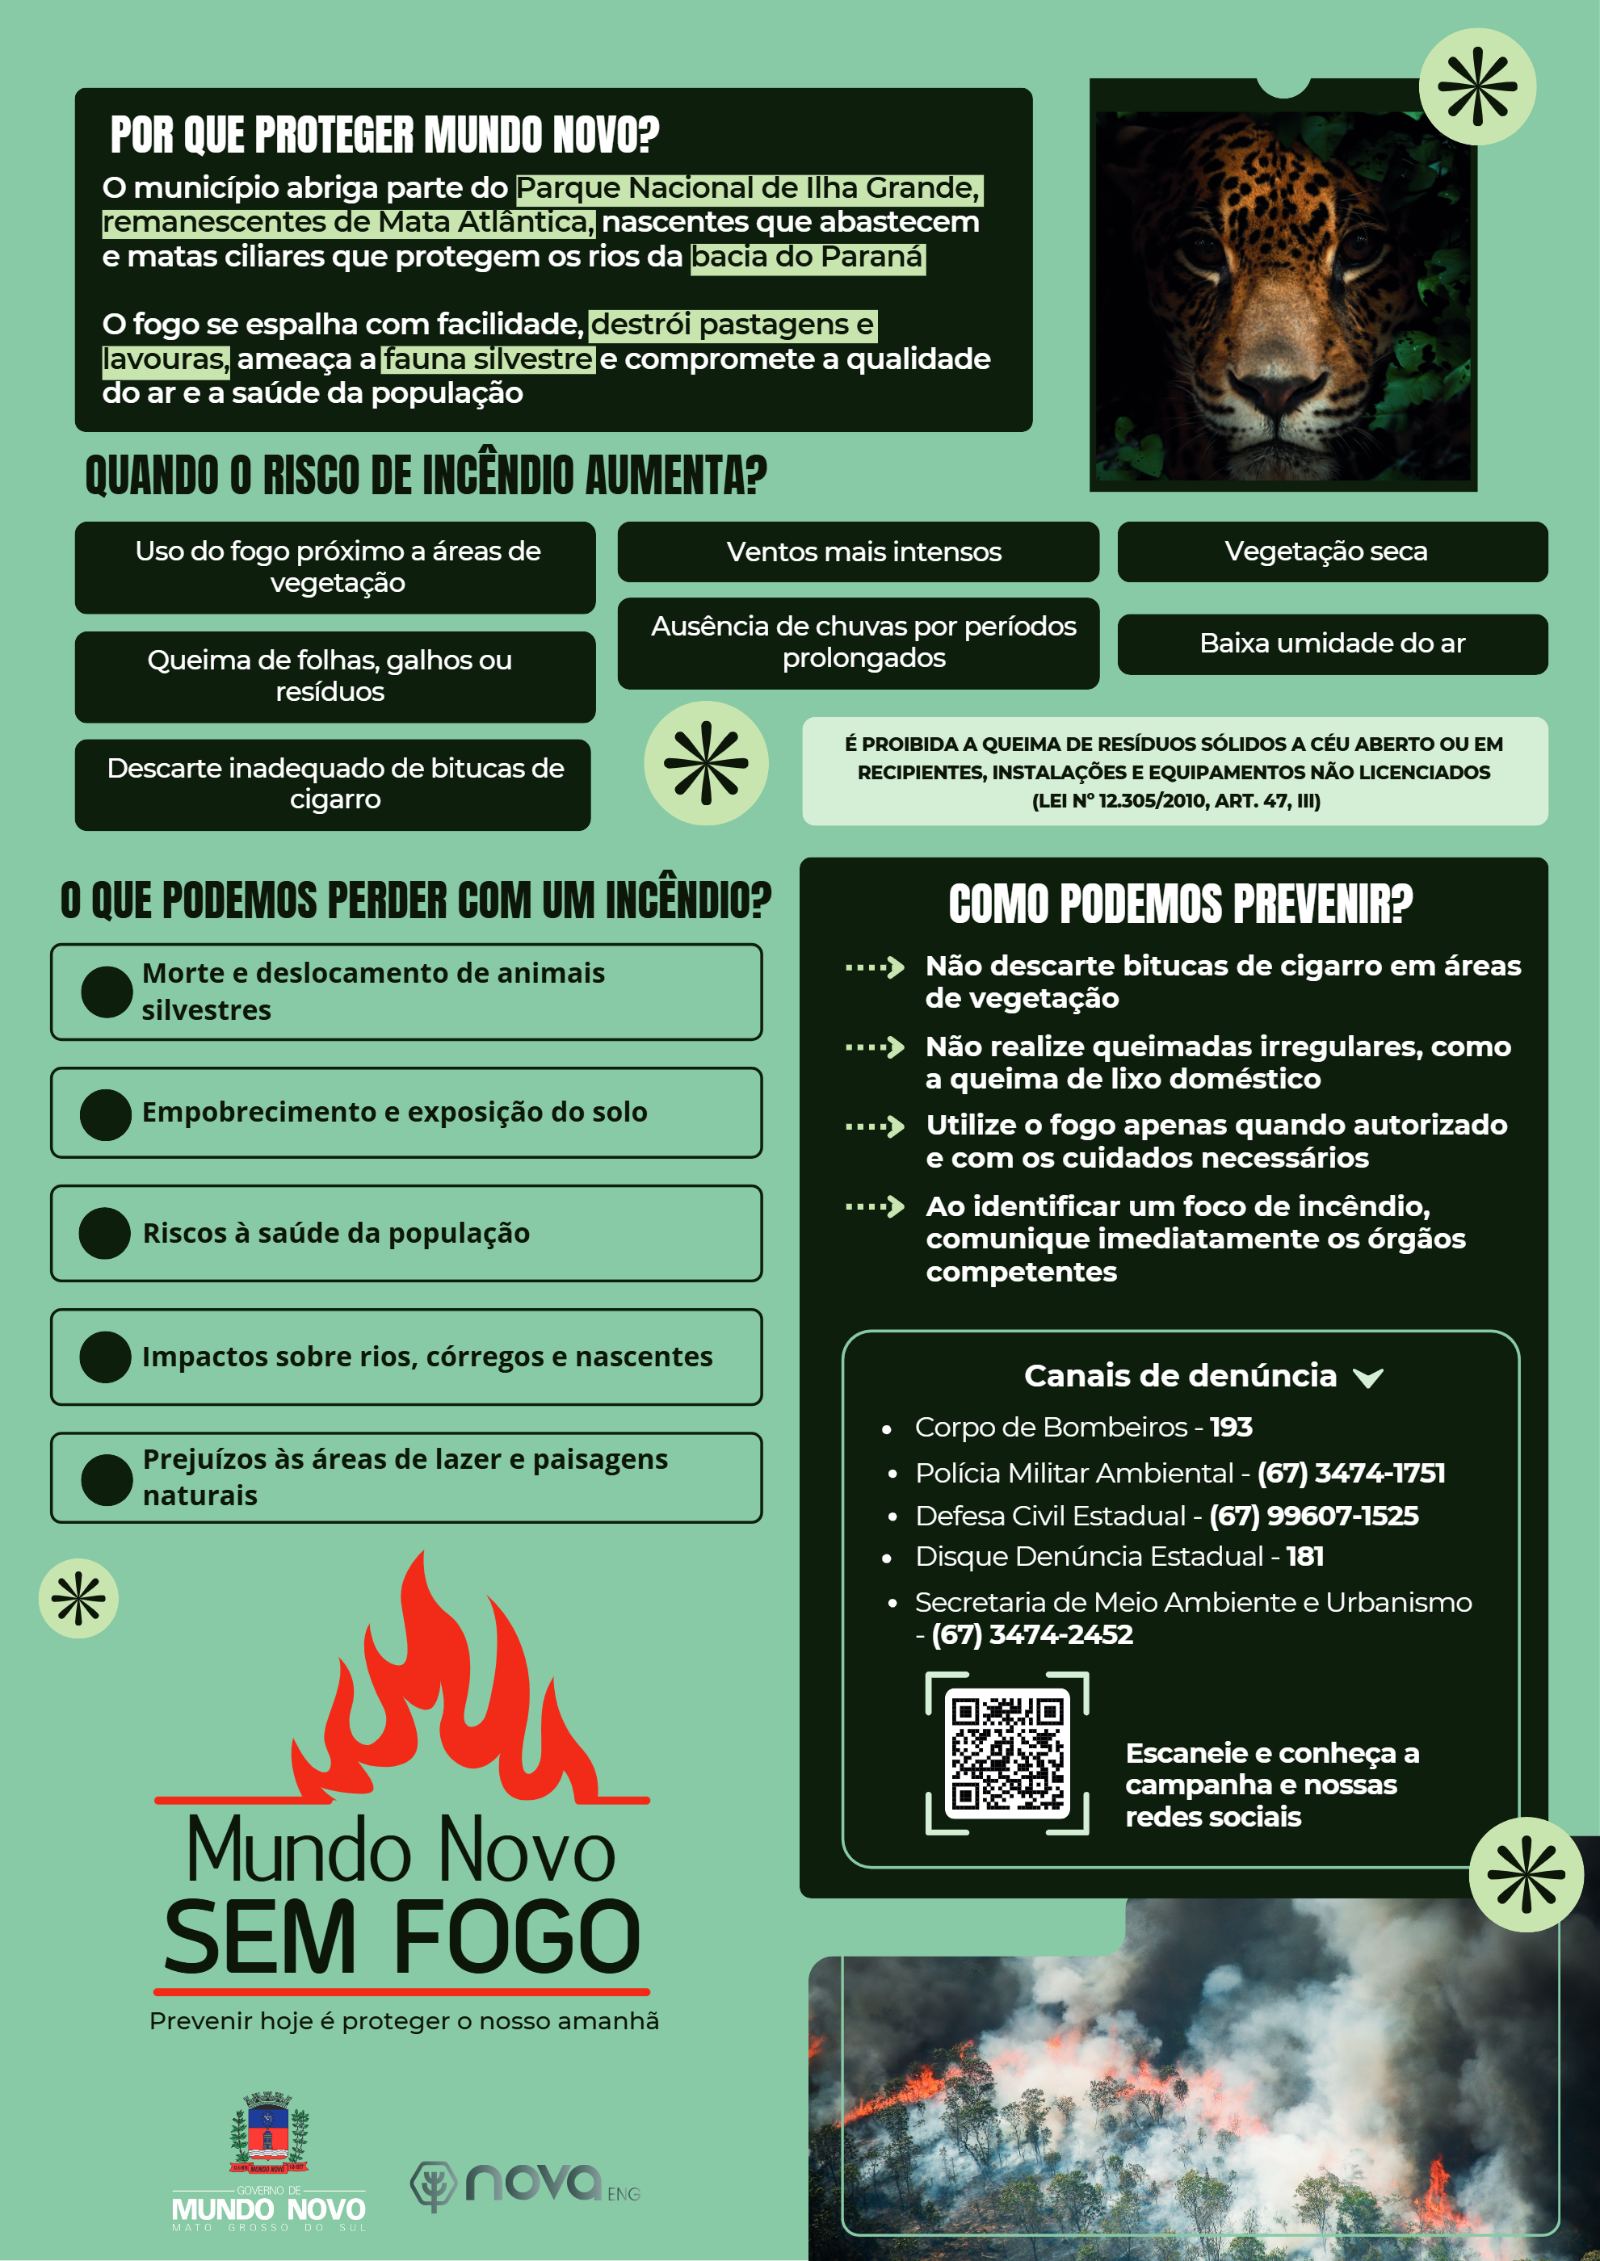 POR QUE PROTEGER MUNDO NOVO?
O município abriga parte do Parque Nacional de Ilha Grande,
remanescentes de Mata Atlântica, nascentes que abastecem
e matas ciliares que protegem os rios da bacia do Paraná
O fogo se espalha com facilidade, destrói pastagens e
lavouras, ameaça a fauna silvestre e compromete a qualidade
do ar e a saúde da população
QUANDO O RISCO DE INCÊNDIO AUMENTA?
Uso do fogo próximo a áreas de
vegetação
Queima de folhas, galhos ou
resíduos
Descarte inadequado de bitucas de
cigarro
Ventos mais intensos
Ausência de chuvas por períodos
prolongados
Vegetação seca
Baixa umidade do ar
É PROIBIDA A QUEIMA DE RESÍDUOS SÓLIDOS A CÉU ABERTO OU EM
RECIPIENTES, INSTALAÇÕES E EQUIPAMENTOS NÃO LICENCIADOS
(LEI Nº 12.305/2010, ART. 47, III)
O QUE PODEMOS PERDER COM UM INCÊNDIO?
Morte e deslocamento de animais
silvestres
Empobrecimento e exposição do solo
Riscos à saúde da população
Impactos sobre rios, córregos e nascentes
Prejuízos às áreas de lazer e paisagens
naturais
COMO PODEMOS PREVENIR?
Não descarte bitucas de cigarro em áreas
de vegetação
Não realize queimadas irregulares, como
a queima de lixo doméstico
Utilize o fogo apenas quando autorizado
e com os cuidados necessários
Ao identificar um foco de incêndio,
comunique imediatamente os órgãos
competentes
Canais de denúncia
• Corpo de Bombeiros - 193
• Polícia Militar Ambiental - (67) 3474-1751
• Defesa Civil Estadual - (67) 99607-1525
• Disque Denúncia Estadual - 181
• Secretaria de Meio Ambiente e Urbanismo
- (67) 3474-2452
Escaneie e conheça a
campanha e nossas
redes sociais
Mundo Novo
SEM FOGO
Prevenir hoje é proteger o nosso amanhã
MUNDO NOVO
GOVERNO DE
MUNDO NOVO
MATO GROSSO DO SUL
nova ENG